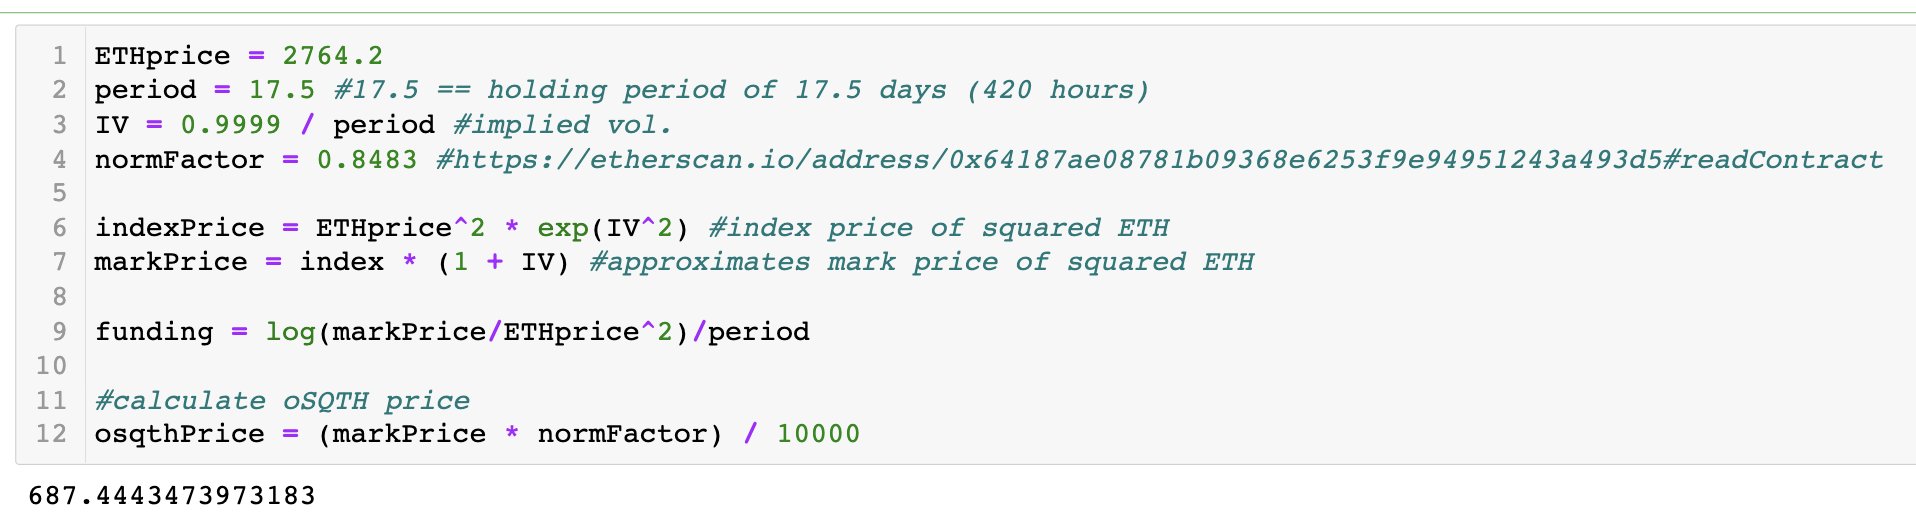 1 ETHprice = 2764.2
2 period = 17.5 #17.5 == holding period of 17.5 days (420 hours)
3 IV = 0.9999 / period #implied vol.
4 normFactor = 0.8483 #https://etherscan.io/address/0x64187ae08781b09368e6253f9e94951243a493d5#readContract
5
6 indexPrice = ETHprice^2 * exp(IV^2) #index price of squared ETH
7 markPrice = index * (1 + IV) #approximates mark price of squared ETH
8
9 funding = log(markPrice/ETHprice^2)/period
10
11 #calculate oSQTH price
12 osqthPrice = (markPrice * normFactor) / 10000
687.4443473973183